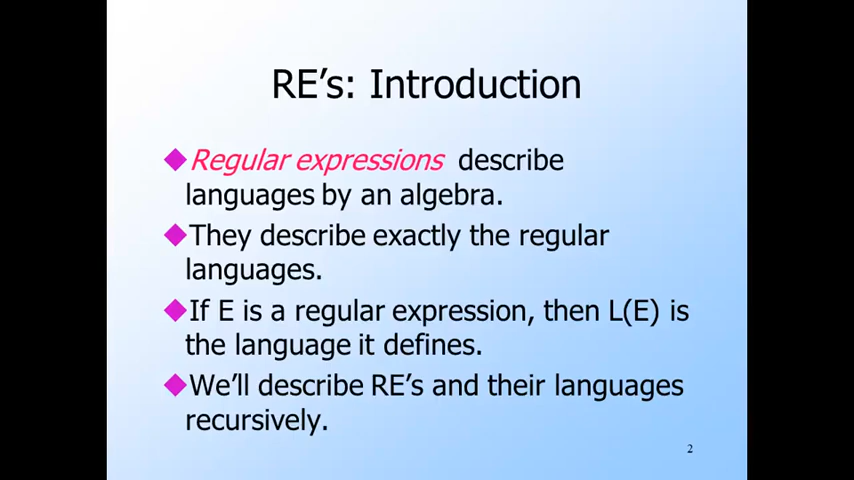 RE’s: Introduction
Regular expressions describe
languages by an algebra.
They describe exactly the regular
languages.
If E is a regular expression, then L(E) is
the language it defines.
We’ll describe RE’s and their languages
recursively.
2